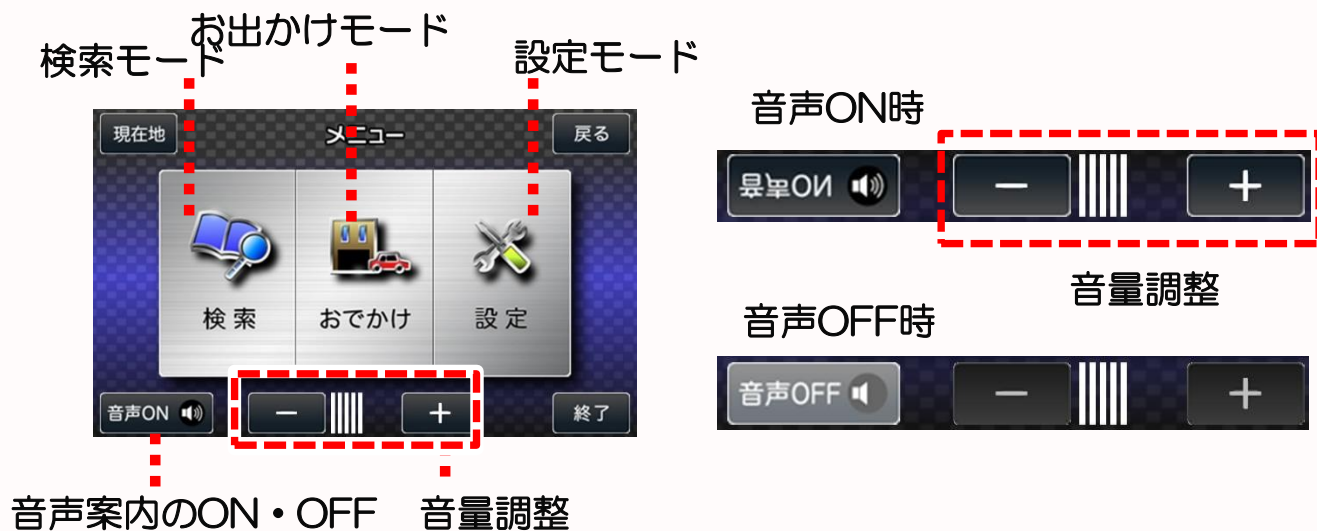 お出かけモード
検索モード
設定モード
現在地
メニュー
戻る
検索
おでかけ
設定
音声ON
－
＋
終了
音声案内のON・OFF
音量調整
音声ON時
音声ON
－
＋
音量調整
音声OFF時
音声OFF
－
＋